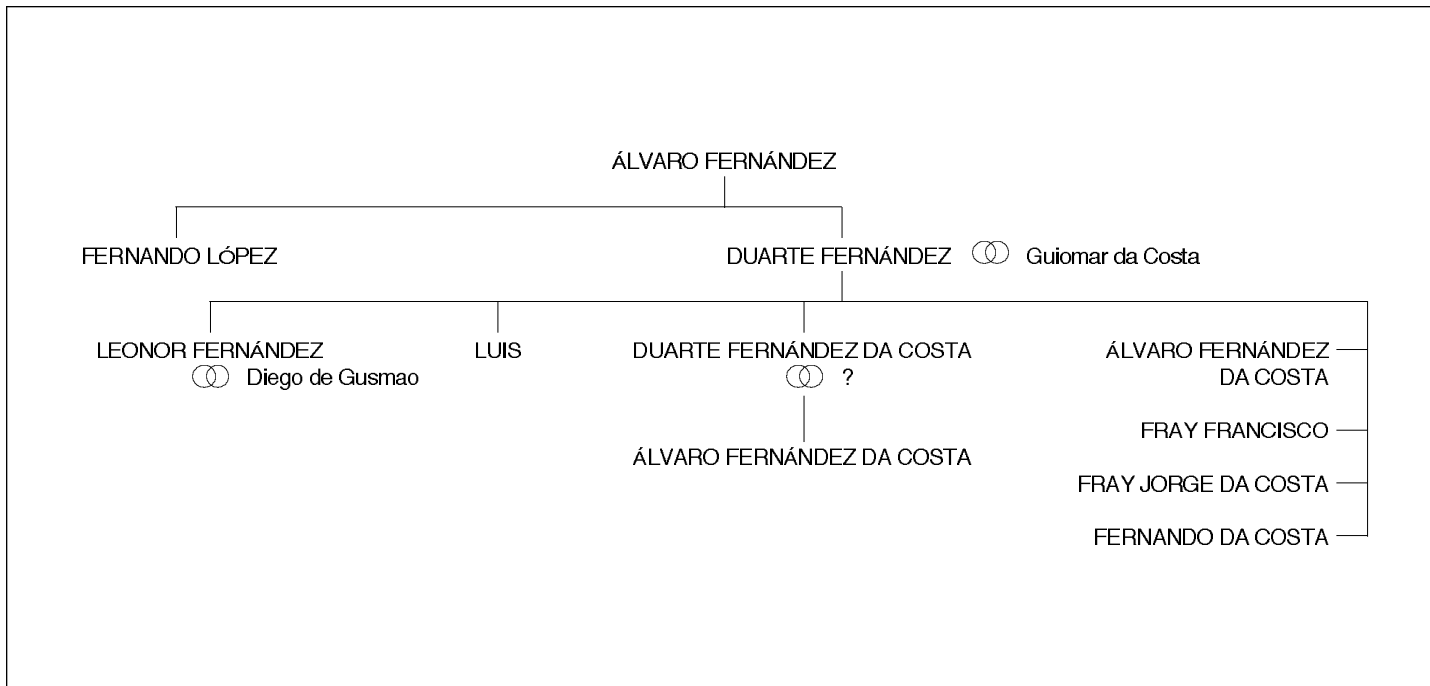 ÁLVARO FERNÁNDEZ
FERNANDO LÓPEZ
DUARTE FERNÁNDEZ Guiomar da Costa
LEONOR FERNÁNDEZ
Diego de Gusmao
LUIS
DUARTE FERNÁNDEZ DA COSTA
?
ÁLVARO FERNÁNDEZ DA COSTA
ÁLVARO FERNÁNDEZ
DA COSTA
FRAY FRANCISCO
FRAY JORGE DA COSTA
FERNANDO DA COSTA